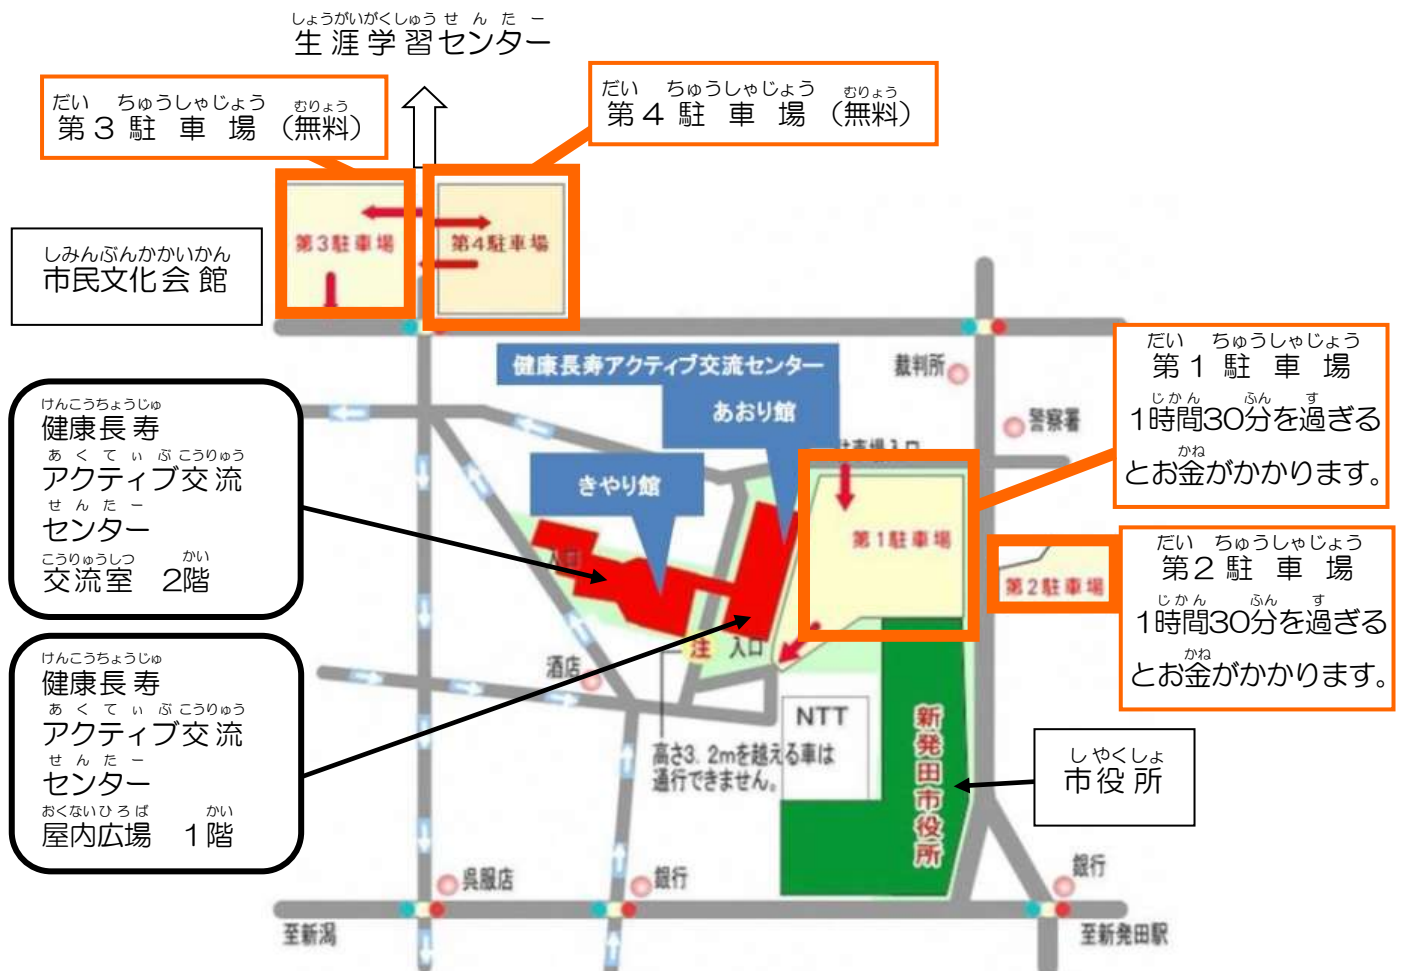 しょうがいがくしゅうせんたー
生涯学習センター
だい ちゅうしゃじょう むりょう
第3駐車場(無料)
だい ちゅうしゃじょう むりょう
第4駐車場(無料)
第3駐車場
第4駐車場
しみんぶんかかいかん
市民文化会館
健康長寿アクティブ交流センター
あおり館
きやり館
裁判所
警察署
だい ちゅうしゃじょう
第1駐車場
じかん ふん す
1時間30分を過ぎる
かね
とお金がかかります。
けんこうちょうじゅ
健康長寿
あくてぃぶこうりゅう
アクティブ交流
せんたー
センター
こうりゅうしつ かい
交流室 2階
入口
第1駐車場
第2駐車場
だい ちゅうしゃじょう
第2駐車場
じかん ふん す
1時間30分を過ぎる
かね
とお金がかかります。
注
入口
酒店
けんこうちょうじゅ
健康長寿
あくてぃぶこうりゅう
アクティブ交流
せんたー
センター
おくないひろば かい
屋内広場 1階
NTT
高さ3.2mを越える車は
通行できません。
新発田市役所
しやくしょ
市役所
呉服店
銀行
銀行
至新潟
至新発田駅